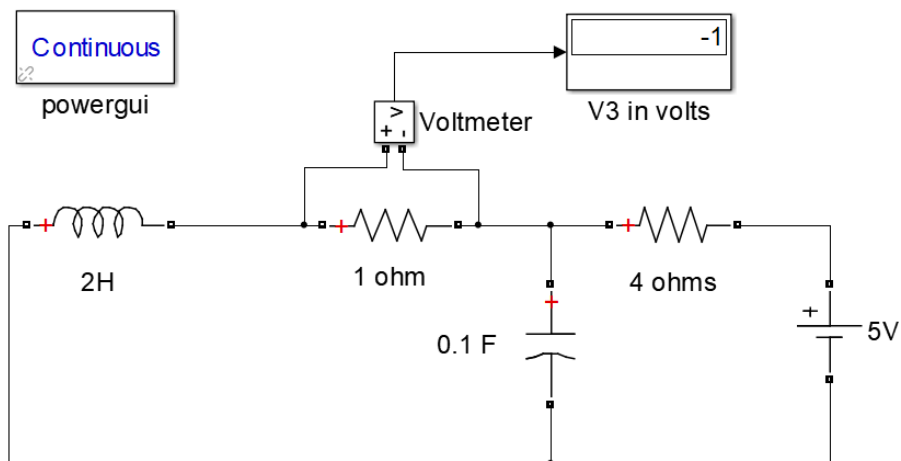 Continuous
powergui
-1
V3 in volts
+
-
v
Voltmeter
+
2H
+
1 ohm
+
4 ohms
+
0.1 F
+
5V